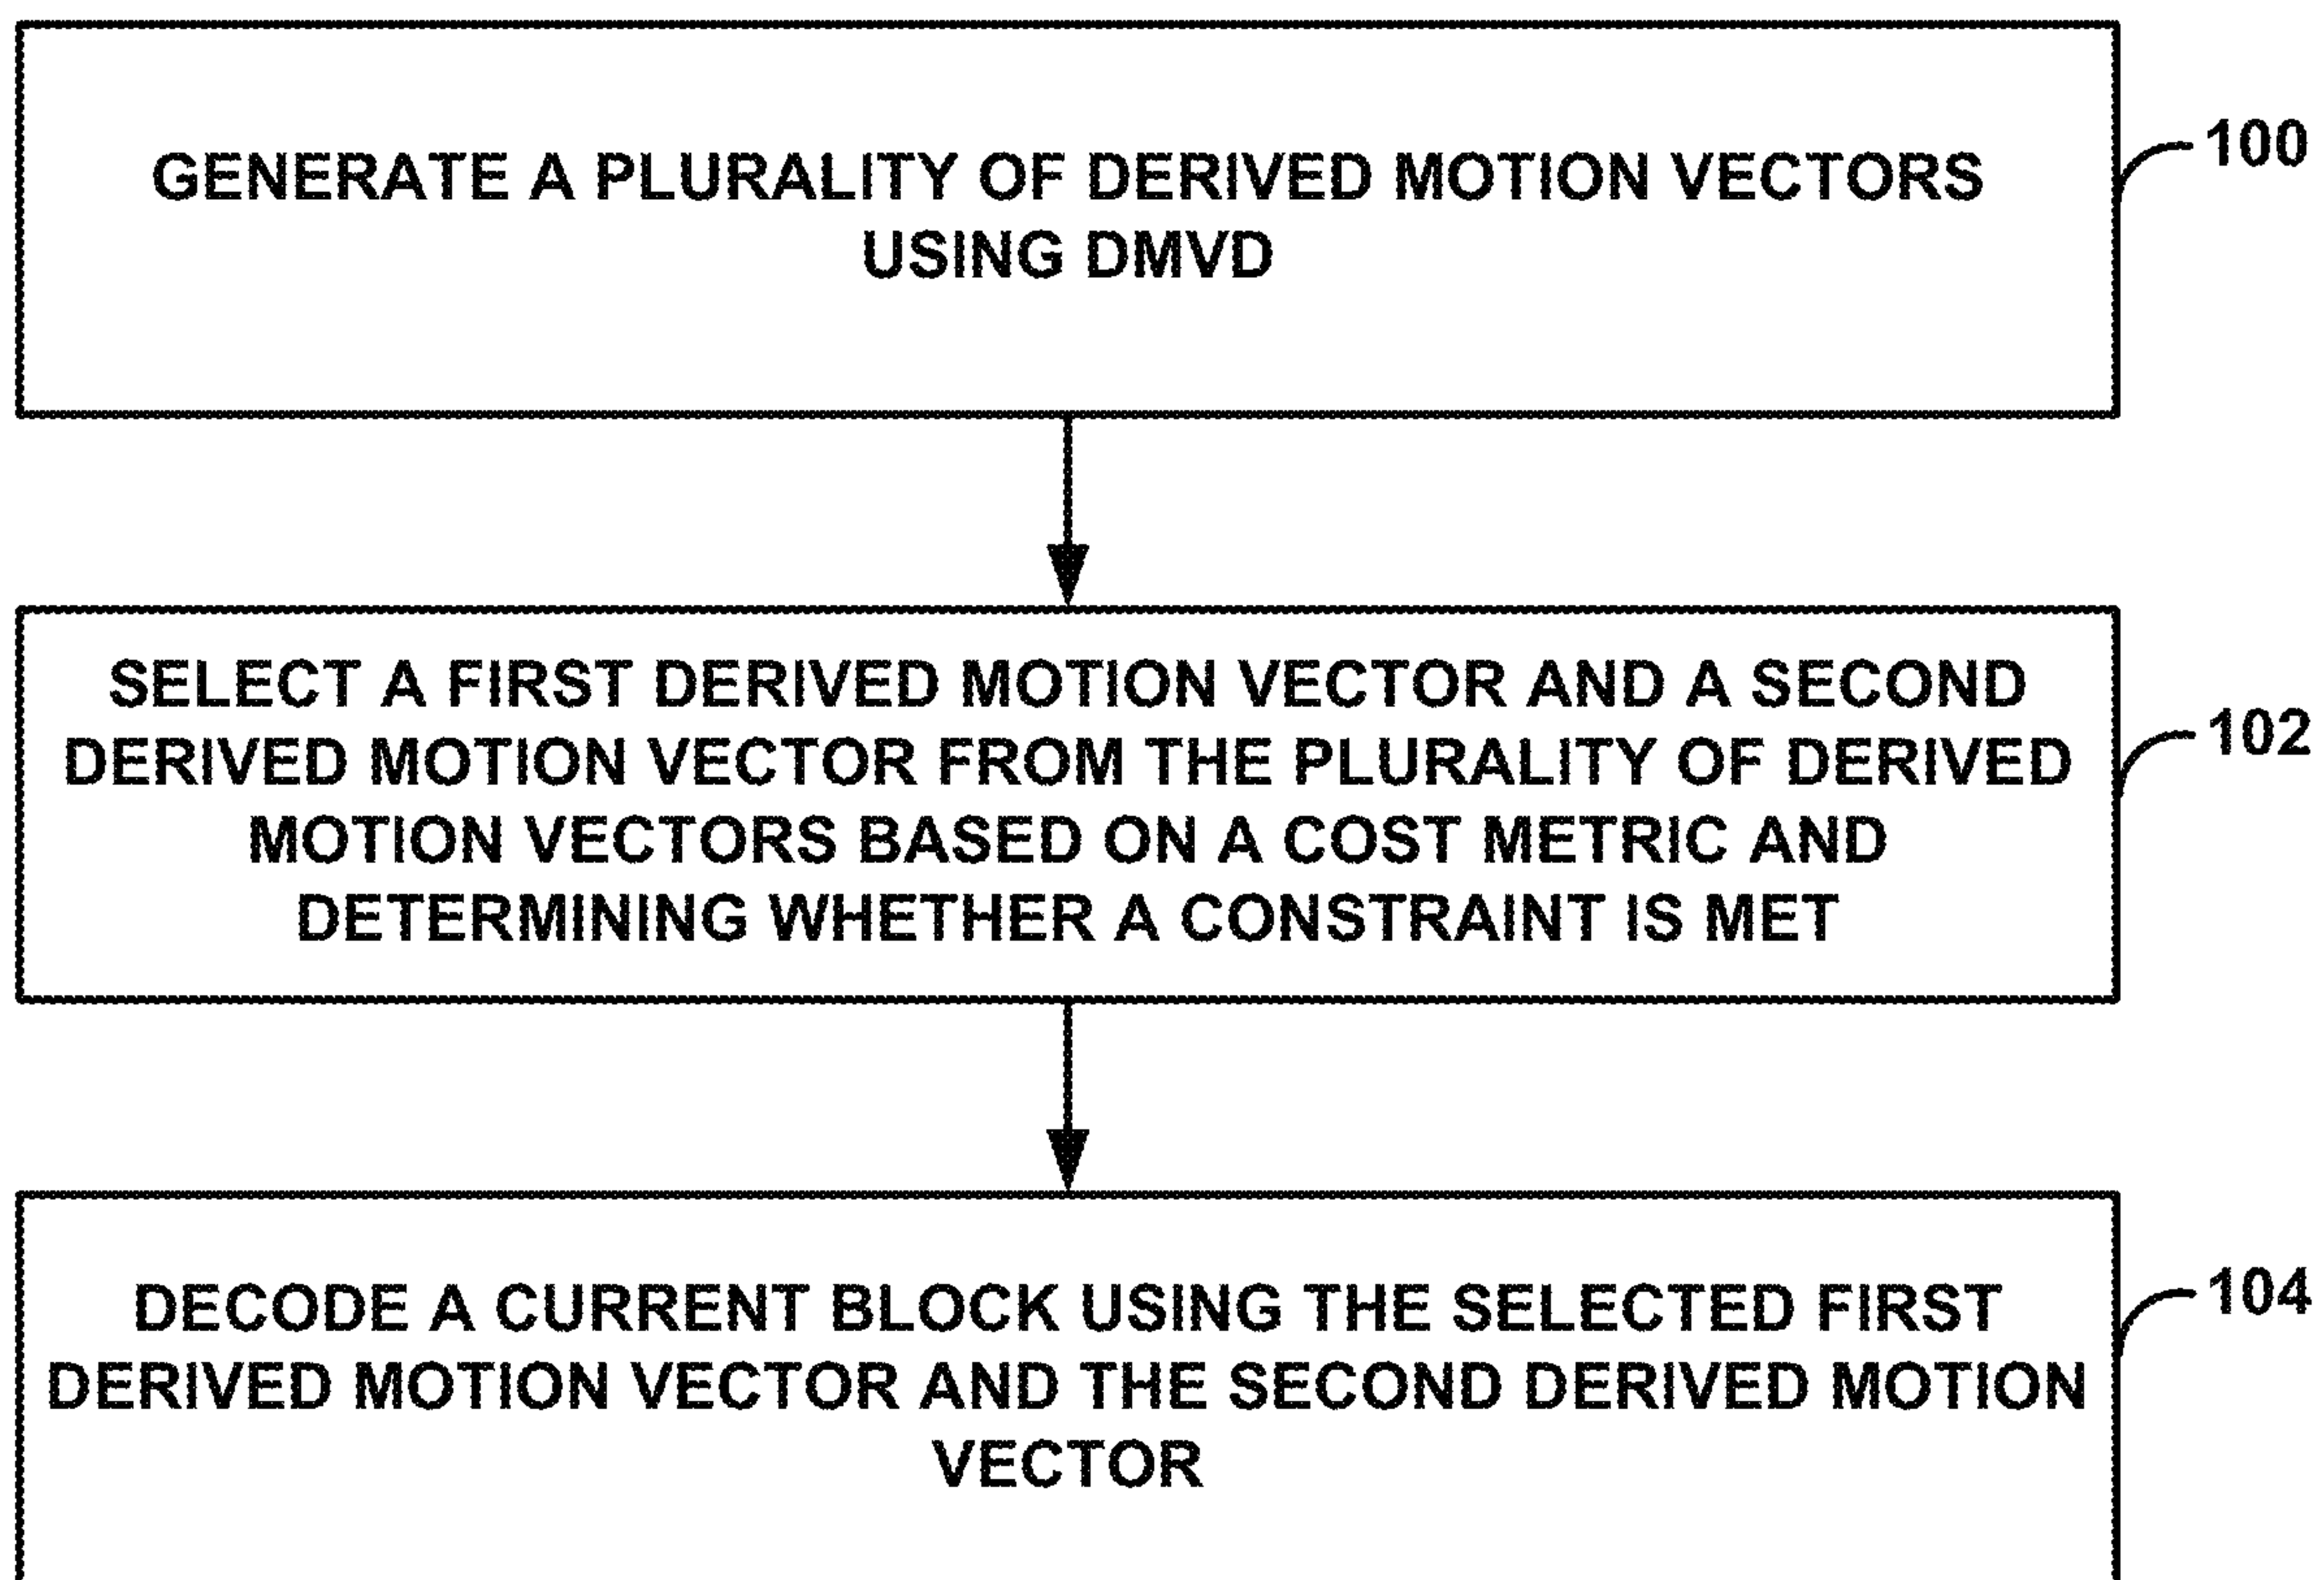 GENERATE A PLURALITY OF DERIVED MOTION VECTORS
USING DMVD
100
SELECT A FIRST DERIVED MOTION VECTOR AND A SECOND
DERIVED MOTION VECTOR FROM THE PLURALITY OF DERIVED
MOTION VECTORS BASED ON A COST METRIC AND
DETERMINING WHETHER A CONSTRAINT IS MET
102
DECODE A CURRENT BLOCK USING THE SELECTED FIRST
DERIVED MOTION VECTOR AND THE SECOND DERIVED MOTION
VECTOR
104